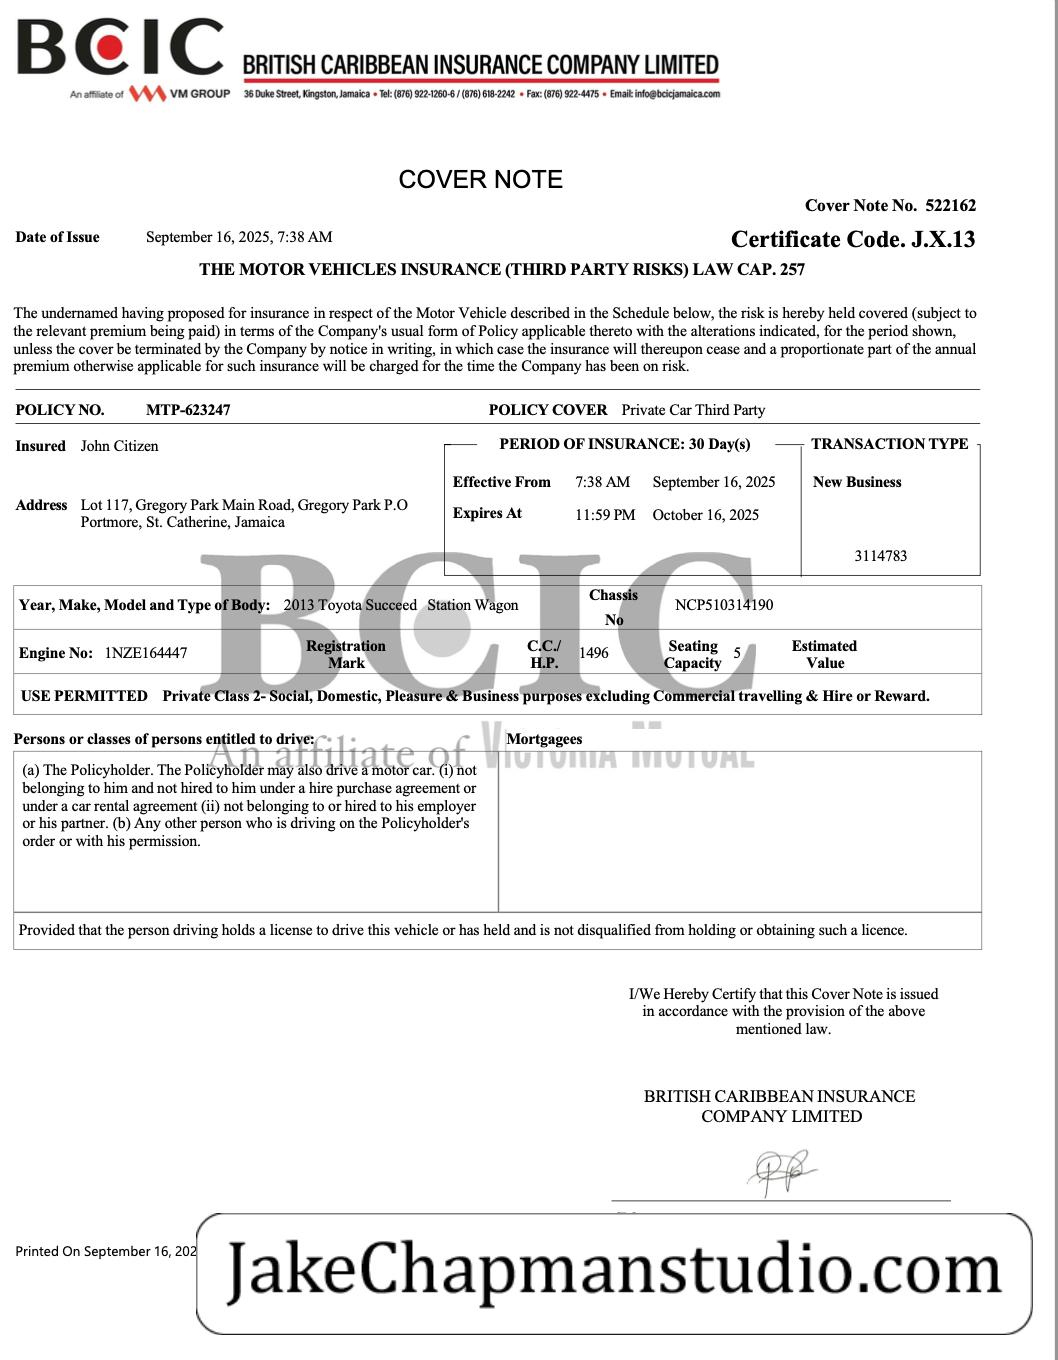 BCIC
An affiliate of VM GROUP
BRITISH CARIBBEAN INSURANCE COMPANY LIMITED
36 Duke Street, Kingston, Jamaica • Tel: (876) 922-1260-6 / (876) 618-2242 • Fax: (876) 922-4475 • Email: info@bcicjamaica.com
COVER NOTE
Cover Note No. 522162
Date of Issue September 16, 2025, 7:38 AM
Certificate Code. J.X.13
THE MOTOR VEHICLES INSURANCE (THIRD PARTY RISKS) LAW CAP. 257
The undernamed having proposed for insurance in respect of the Motor Vehicle described in the Schedule below, the risk is hereby held covered (subject to
the relevant premium being paid) in terms of the Company's usual form of Policy applicable thereto with the alterations indicated, for the period shown,
unless the cover be terminated by the Company by notice in writing, in which case the insurance will thereupon cease and a proportionate part of the annual
premium otherwise applicable for such insurance will be charged for the time the Company has been on risk.
POLICY NO. MTP-623247 POLICY COVER Private Car Third Party
Insured John Citizen
Address Lot 117, Gregory Park Main Road, Gregory Park P.O
Portmore, St. Catherine, Jamaica
PERIOD OF INSURANCE: 30 Day(s)
Effective From 7:38 AM September 16, 2025
Expires At 11:59 PM October 16, 2025
TRANSACTION TYPE
New Business
3114783
BCIC
An affiliate of VICTORIA MUTUAL
Year, Make, Model and Type of Body: 2013 Toyota Succeed Station Wagon
Chassis
No
NCP510314190
Engine No: 1NZE164447
Registration
Mark
C.C./
H.P.
1496
Seating
Capacity
5
Estimated
Value
USE PERMITTED Private Class 2- Social, Domestic, Pleasure & Business purposes excluding Commercial travelling & Hire or Reward.
Persons or classes of persons entitled to drive:
Mortgagees
(a) The Policyholder. The Policyholder may also drive a motor car. (i) not
belonging to him and not hired to him under a hire purchase agreement or
under a car rental agreement (ii) not belonging to or hired to his employer
or his partner. (b) Any other person who is driving on the Policyholder's
order or with his permission.
Provided that the person driving holds a license to drive this vehicle or has held and is not disqualified from holding or obtaining such a licence.
I/We Hereby Certify that this Cover Note is issued
in accordance with the provision of the above
mentioned law.
BRITISH CARIBBEAN INSURANCE
COMPANY LIMITED
Printed On September 16, 202
JakeChapmanstudio.com